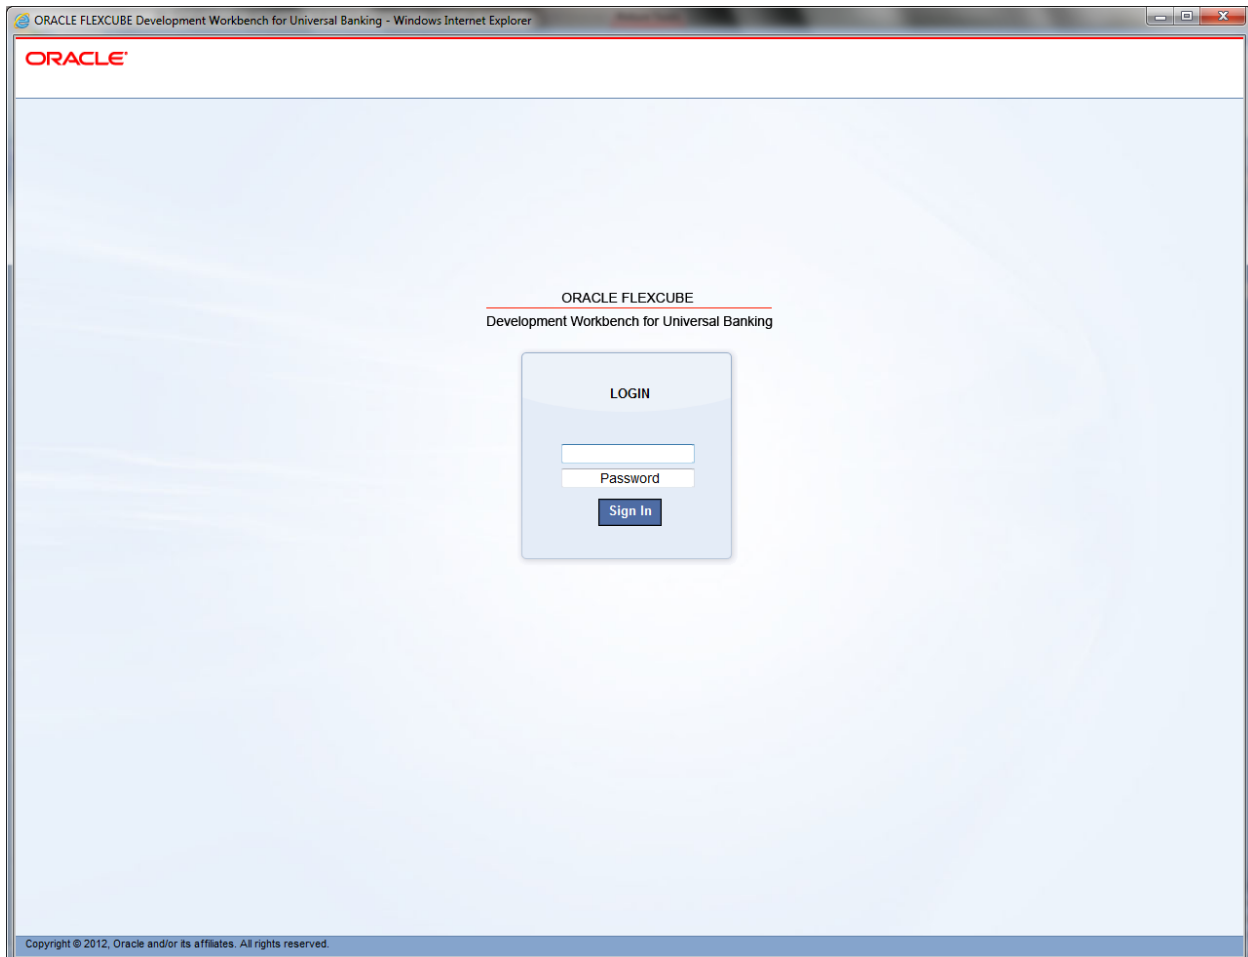 ORACLE FLEXCUBE Development Workbench for Universal Banking - Windows Internet Explorer
ORACLE
ORACLE FLEXCUBE
Development Workbench for Universal Banking
LOGIN
Password
Sign In
Copyright © 2012, Oracle and/or its affiliates. All rights reserved.